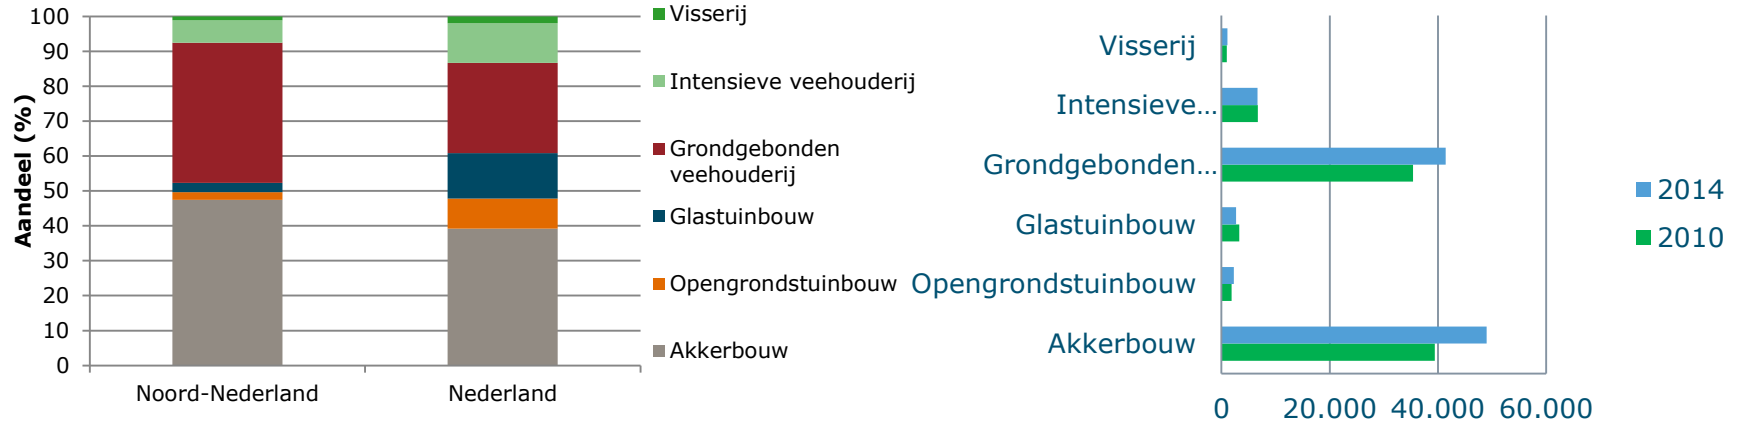 100
90
80
70
60
50
40
30
20
10
0
Aandeel (%)
Noord-Nederland
Nederland
Visserij
Intensieve veehouderij
Grondgebonden
veehouderij
Glastuinbouw
Opengrondstuinbouw
Akkerbouw
Visserij
Intensieve...
Grondgebonden...
Glastuinbouw
Opengrondstuinbouw
Akkerbouw
0
20.000
40.000
60.000
2014
2010